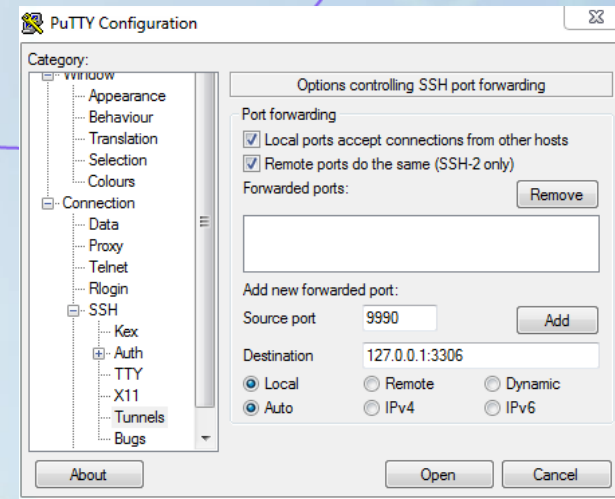 PuTTY Configuration
Category:
Window
Appearance
Behaviour
Translation
Selection
Colours
Connection
Data
Proxy
Telnet
Rlogin
SSH
Kex
Auth
TTY
X11
Tunnels
Bugs
Options controlling SSH port forwarding
Port forwarding
Local ports accept connections from other hosts
Remote ports do the same (SSH-2 only)
Forwarded ports:
Remove
Add new forwarded port:
Source port 9990 Add
Destination 127.0.0.1:3306
Local Remote Dynamic
Auto IPv4 IPv6
About Open Cancel